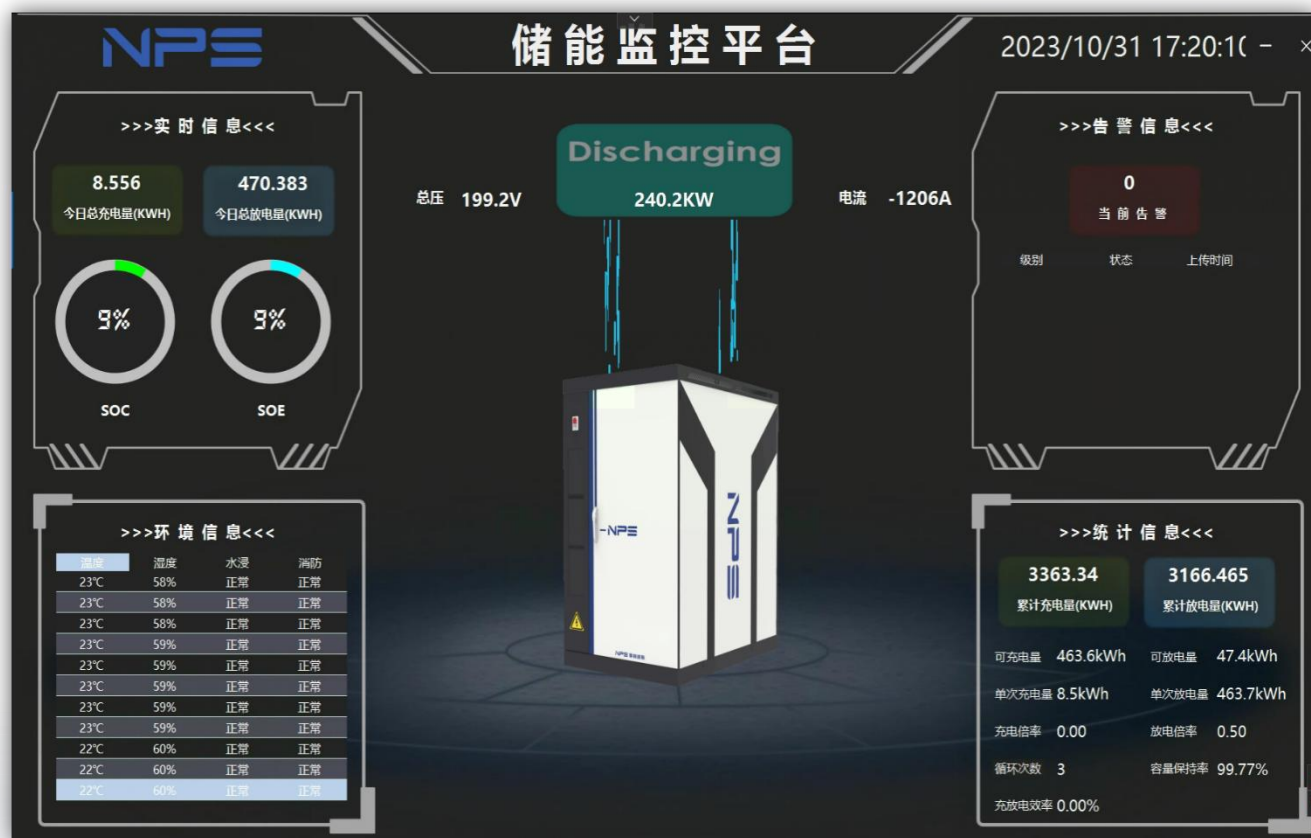 NPS
储能监控平台
2023/10/31 17:20:10
>>>实时信息<<<
8.556
今日总充电量(KWH)
470.383
今日总放电量(KWH)
9%
9%
SOC
SOE
Discharging
总压 199.2V
240.2KW
电流 -1206A
>>>告警信息<<<
0
当前告警
级别 状态 上传时间
-NPS
NPS
>>>环境信息<<<
温度 湿度 水浸 消防
23℃ 58% 正常 正常
23℃ 58% 正常 正常
23℃ 58% 正常 正常
23℃ 59% 正常 正常
23℃ 59% 正常 正常
23℃ 59% 正常 正常
23℃ 59% 正常 正常
23℃ 59% 正常 正常
22℃ 60% 正常 正常
22℃ 60% 正常 正常
22℃ 60% 正常 正常
>>>统计信息<<<
3363.34
累计充电量(KWH)
3166.465
累计放电量(KWH)
可充电量 463.6kWh 可放电量 47.4kWh
单次充电量 8.5kWh 单次放电量 463.7kWh
充电倍率 0.00 放电倍率 0.50
循环次数 3 容量保持率 99.77%
充放电效率 0.00%